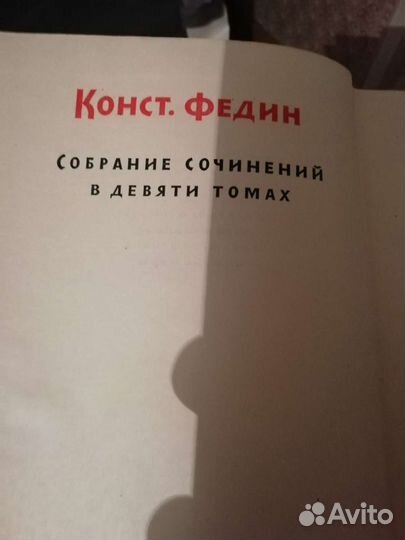 Конст. Федин
Собрание сочинений
в девяти томах
Avito